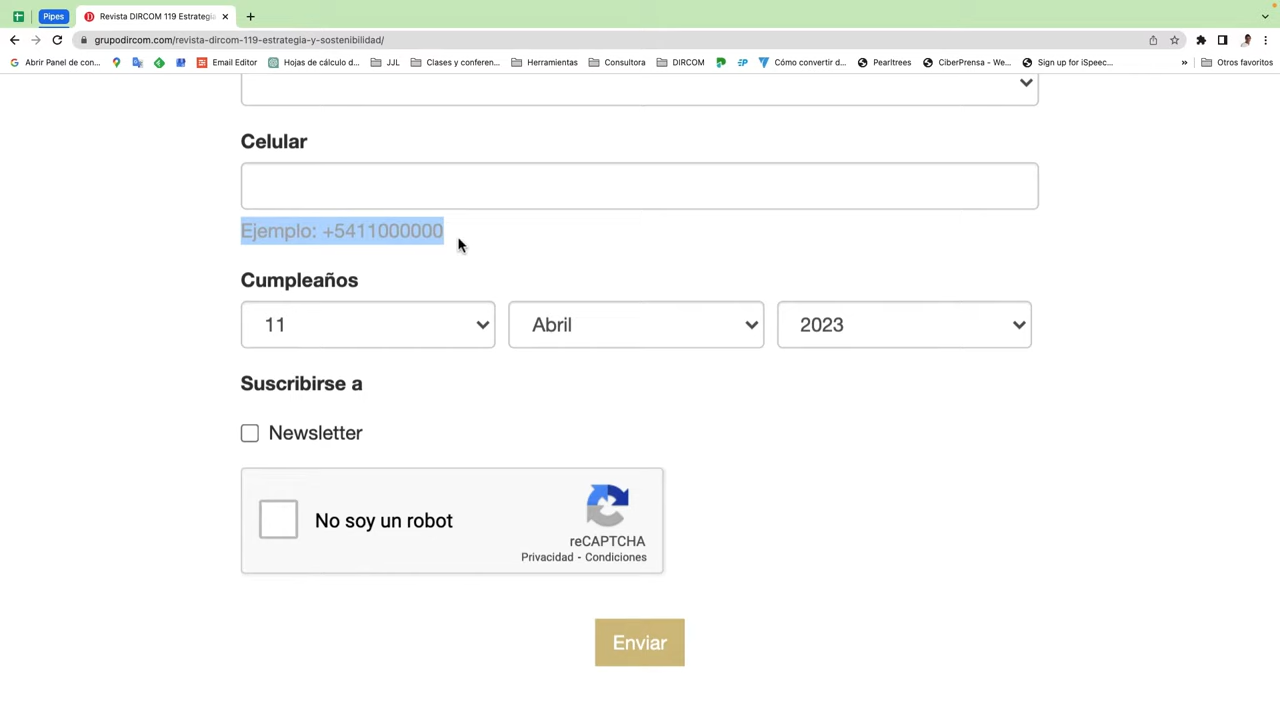 Pipes
Revista DIRCOM 119 Estrategia
grupodircom.com/revista-dircom-119-estrategia-y-sostenibilidad/
Abrir Panel de con...
Email Editor
Hojas de cálculo d...
JJL
Clases y conferen...
Herramientas
Consultora
DIRCOM
Cómo convertir d...
Pearltrees
CiberPrensa - We...
Sign up for iSpeec...
»
Otros favoritos
Celular
Ejemplo: +5411000000
Cumpleaños
11 Abril 2023
Suscribirse a
Newsletter
No soy un robot
reCAPTCHA
Privacidad - Condiciones
Enviar